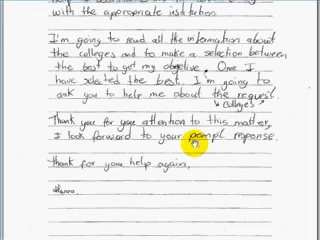 with the appropriate institution
I'm going to read all the information about
the colleges and to make a selection between
the best to get my objetive. One I
have selected the best, I'm going to
ask you to help me about the request
colleges
Thank you for you attention to this matter,
I look forward to your prompt response.
Thank for your help again,